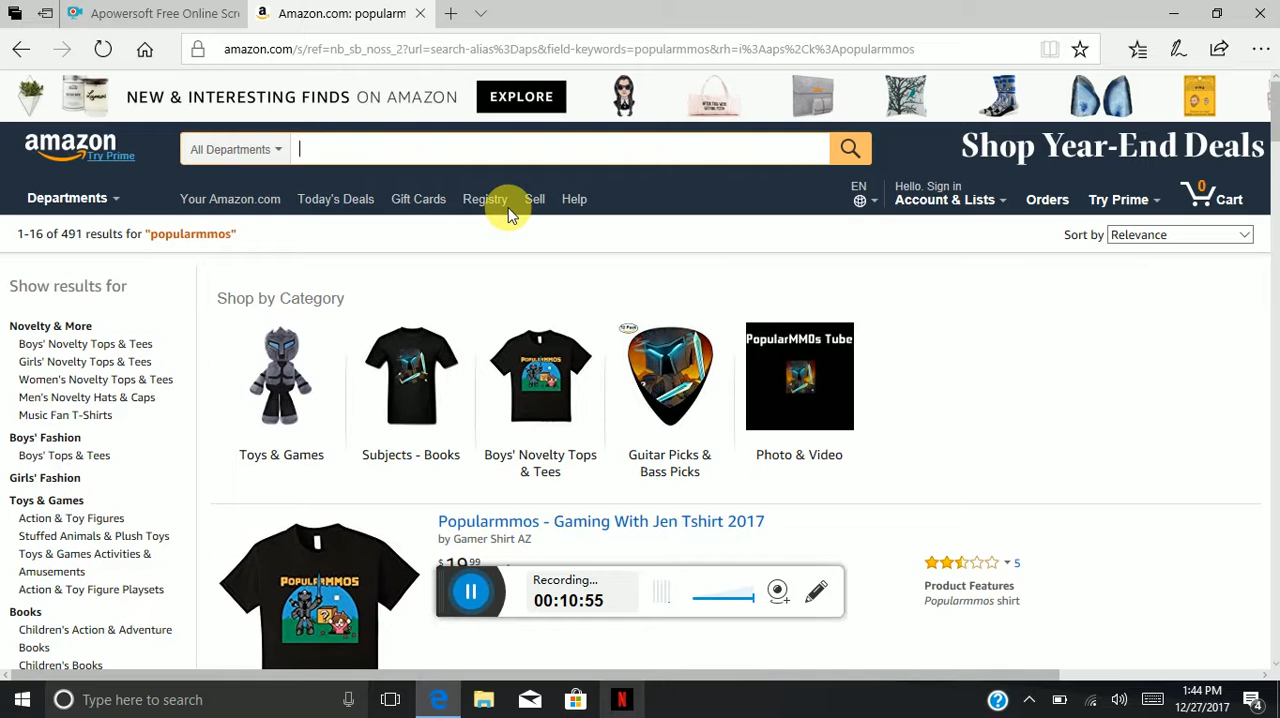 Apowersoft Free Online Scre
Amazon.com: popularm
amazon.com/s/ref=nb_sb_noss_2?url=search-alias%3Daps&field-keywords=popularmmos&rh=i%3Aaps%2Ck%3Apopularmmos
NEW & INTERESTING FINDS ON AMAZON
EXPLORE
amazon
Try Prime
All Departments
Shop Year-End Deals
Departments
Your Amazon.com
Today's Deals
Gift Cards
Registry
Sell
Help
EN
Hello. Sign in
Account & Lists
Orders
Try Prime
0
Cart
1-16 of 491 results for "popularmmos"
Sort by
Relevance
Show results for
Novelty & More
Boys' Novelty Tops & Tees
Girls' Novelty Tops & Tees
Women's Novelty Tops & Tees
Men's Novelty Hats & Caps
Music Fan T-Shirts
Boys' Fashion
Boys' Tops & Tees
Girls' Fashion
Toys & Games
Action & Toy Figures
Stuffed Animals & Plush Toys
Toys & Games Activities &
Amusements
Action & Toy Figure Playsets
Books
Children's Action & Adventure
Books
Children's Books
Shop by Category
PopularMMOs Tube
Toys & Games
Subjects - Books
Boys' Novelty Tops
& Tees
Guitar Picks &
Bass Picks
Photo & Video
POPULARMMOS
Popularmmos - Gaming With Jen Tshirt 2017
by Gamer Shirt AZ
$19.99
5
Product Features
Popularmmos shirt
Recording...
00:10:55
Type here to search
N
1:44 PM
12/27/2017
4